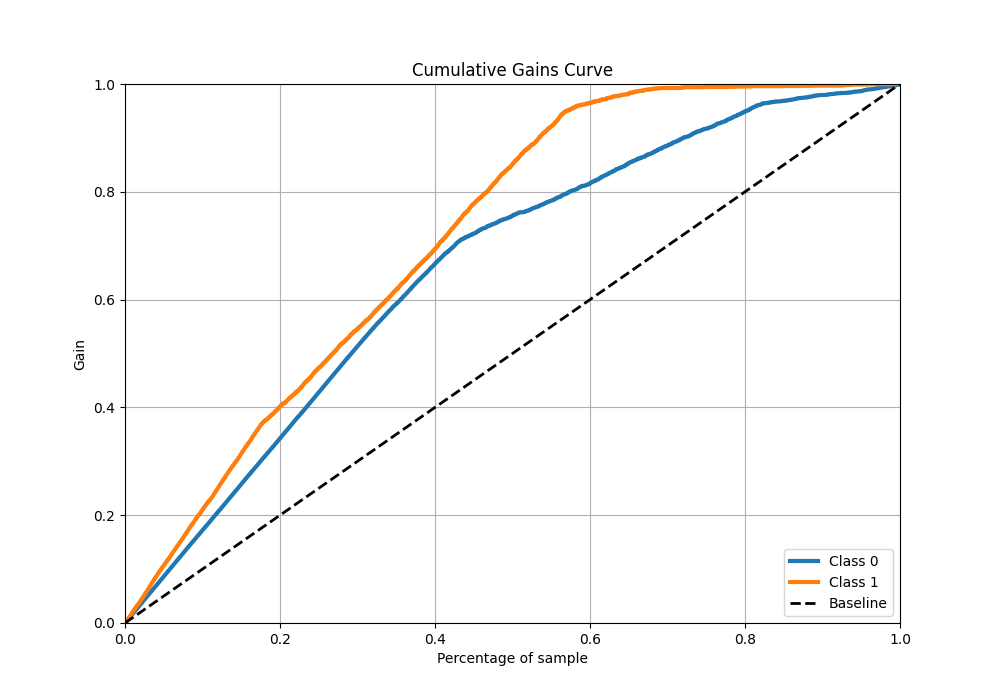 Cumulative Gains Curve
1.0
0.8
0.6
0.4
0.2
0.0
Gain
0.0 0.2 0.4 0.6 0.8 1.0
Percentage of sample
Class 0
Class 1
Baseline